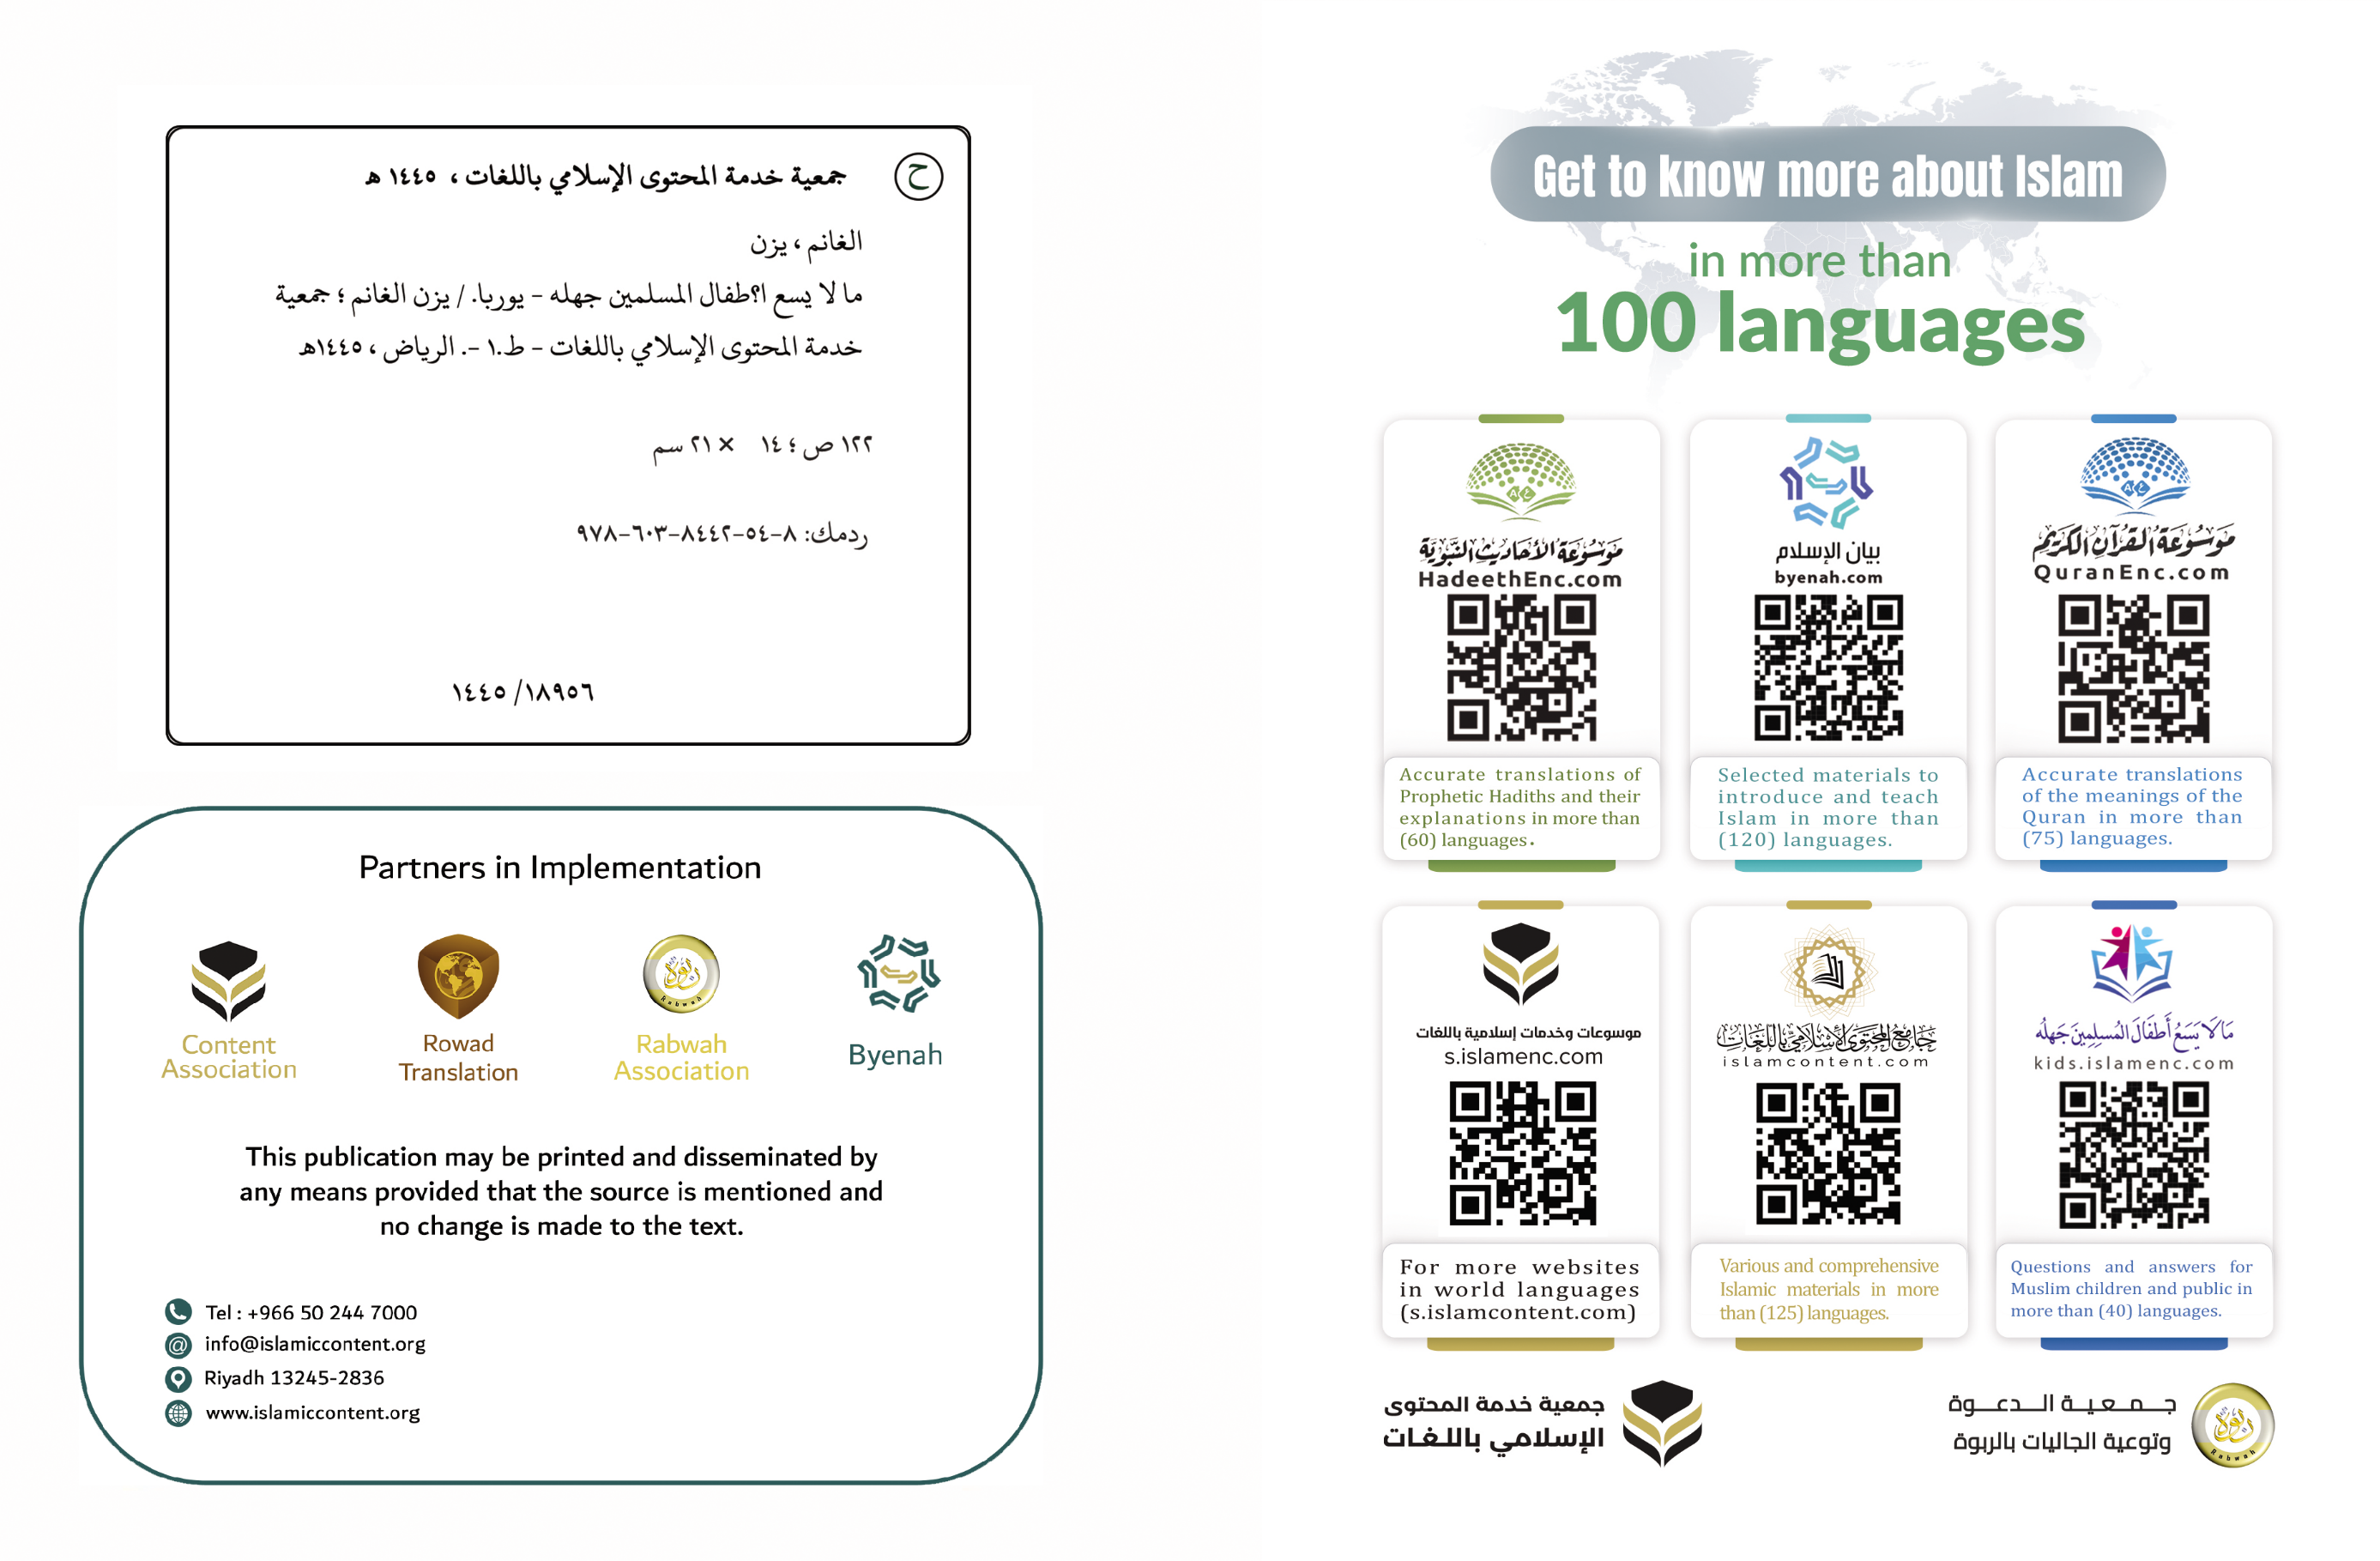 ح
جمعية خدمة المحتوى الإسلامي باللغات ، ١٤٤٥ هـ
الغانم ، يزن
ما لا يسع ا؟طفال المسلمين جهله - يوربا. / يزن الغانم ؛ جمعية
خدمة المحتوى الإسلامي باللغات - ط.١ -. الرياض ، ١٤٤٥هـ
١٢٢ ص ؛ ١٤ × ٢١ سم
ردمك: ٨-٥٤-٨٤٤٢-٦٠٣-٩٧٨
١٤٤٥/١٨٩٥٦
Partners in Implementation
Content
Association
Rowad
Translation
Rabwah
Rabwah
Association
Byenah
This publication may be printed and disseminated by
any means provided that the source is mentioned and
no change is made to the text.
Tel : +966 50 244 7000
info@islamiccontent.org
Riyadh 13245-2836
www.islamiccontent.org
Get to know more about Islam
in more than
100 languages
موسوعة الأحاديث النبوية
HadeethEnc.com
Accurate translations of
Prophetic Hadiths and their
explanations in more than
(60) languages.
بيان الإسلام
byenah.com
Selected materials to
introduce and teach
Islam in more than
(120) languages.
موسوعة القرآن الكريم
QuranEnc.com
Accurate translations
of the meanings of the
Quran in more than
(75) languages.
موسوعات وخدمات إسلامية باللغات
s.islamenc.com
For more websites
in world languages
(s.islamcontent.com)
جامع المحتوى الإسلامي باللغات
islamcontent.com
Various and comprehensive
Islamic materials in more
than (125) languages.
مَا لَا يَسَعُ أَطْفَالَ المُسلِمِينَ جَهلُه
kids.islamenc.com
Questions and answers for
Muslim children and public in
more than (40) languages.
جمعية خدمة المحتوى
الإسلامي باللغات
جـمـعـيـة الـدعـوة
وتوعية الجاليات بالربوة
Rabwah